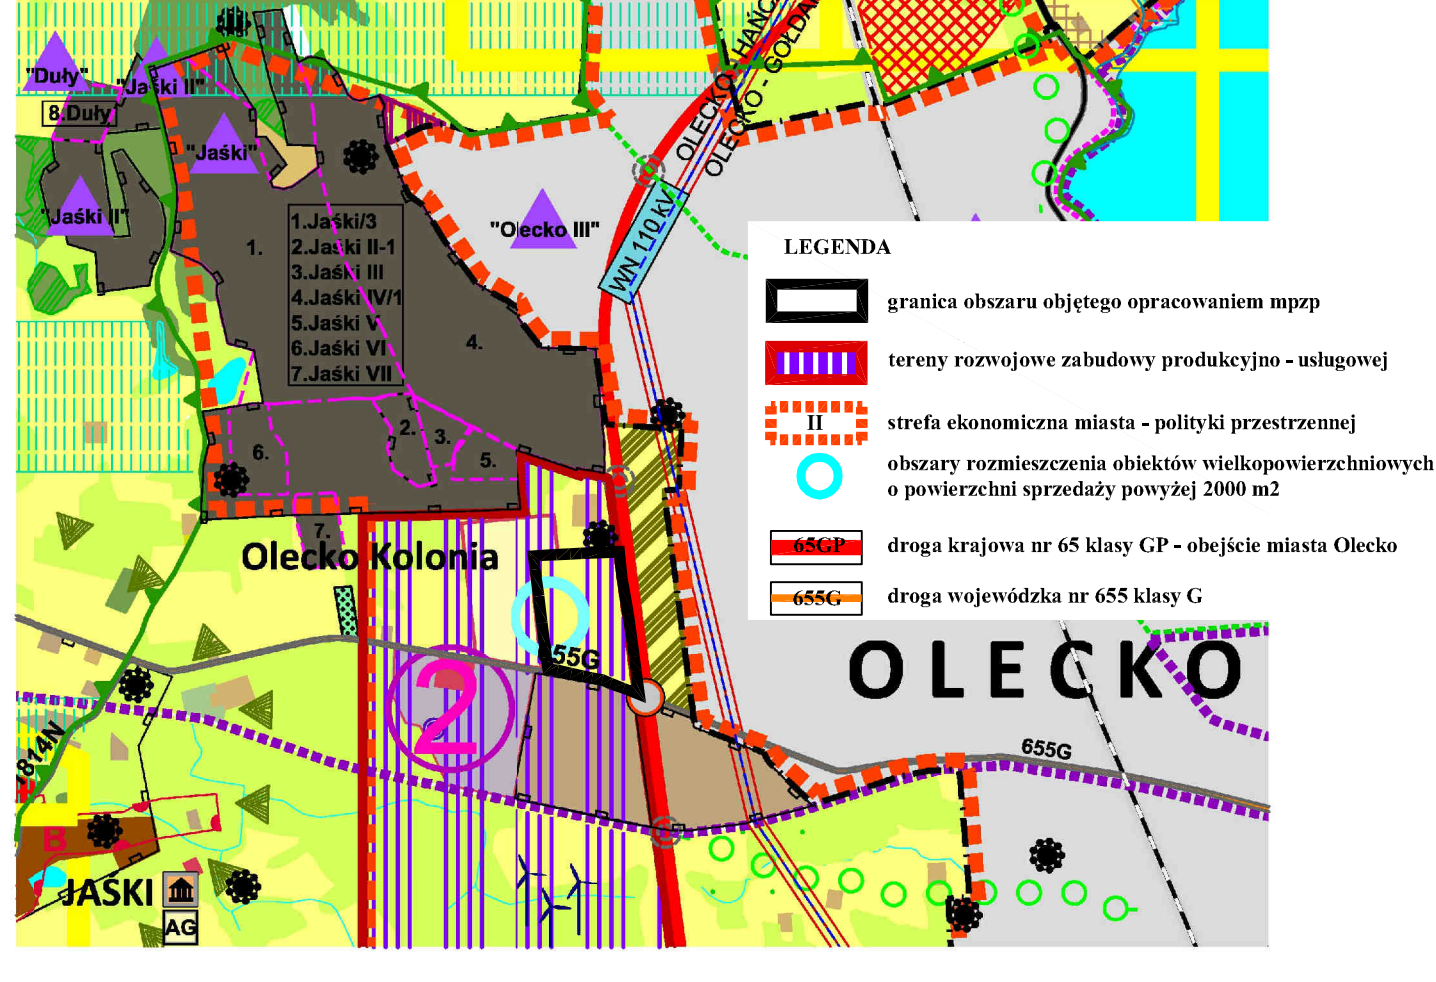 OLECKO - HAŃCZ
OLECKO - GOŁDAP
"Duły"
"Jaśki II"
8.Duły
"Jaśki"
"Jaśki II"
"Olecko III"
WN 110 kV
1.
1.Jaśki/3
2.Jaśki II-1
3.Jaśki III
4.Jaśki IV/1
5.Jaśki V
6.Jaśki VI
7.Jaśki VII
4.
2.
3.
5.
6.
7.
LEGENDA
granica obszaru objętego opracowaniem mpzp
tereny rozwojowe zabudowy produkcyjno - usługowej
II
strefa ekonomiczna miasta - polityki przestrzennej
obszary rozmieszczenia obiektów wielkopowierzchniowych
o powierzchni sprzedaży powyżej 2000 m2
65GP
droga krajowa nr 65 klasy GP - obejście miasta Olecko
655G
droga wojewódzka nr 655 klasy G
Olecko Kolonia
655G
2
OLECKO
655G
1814N
B
JAŚKI
AG